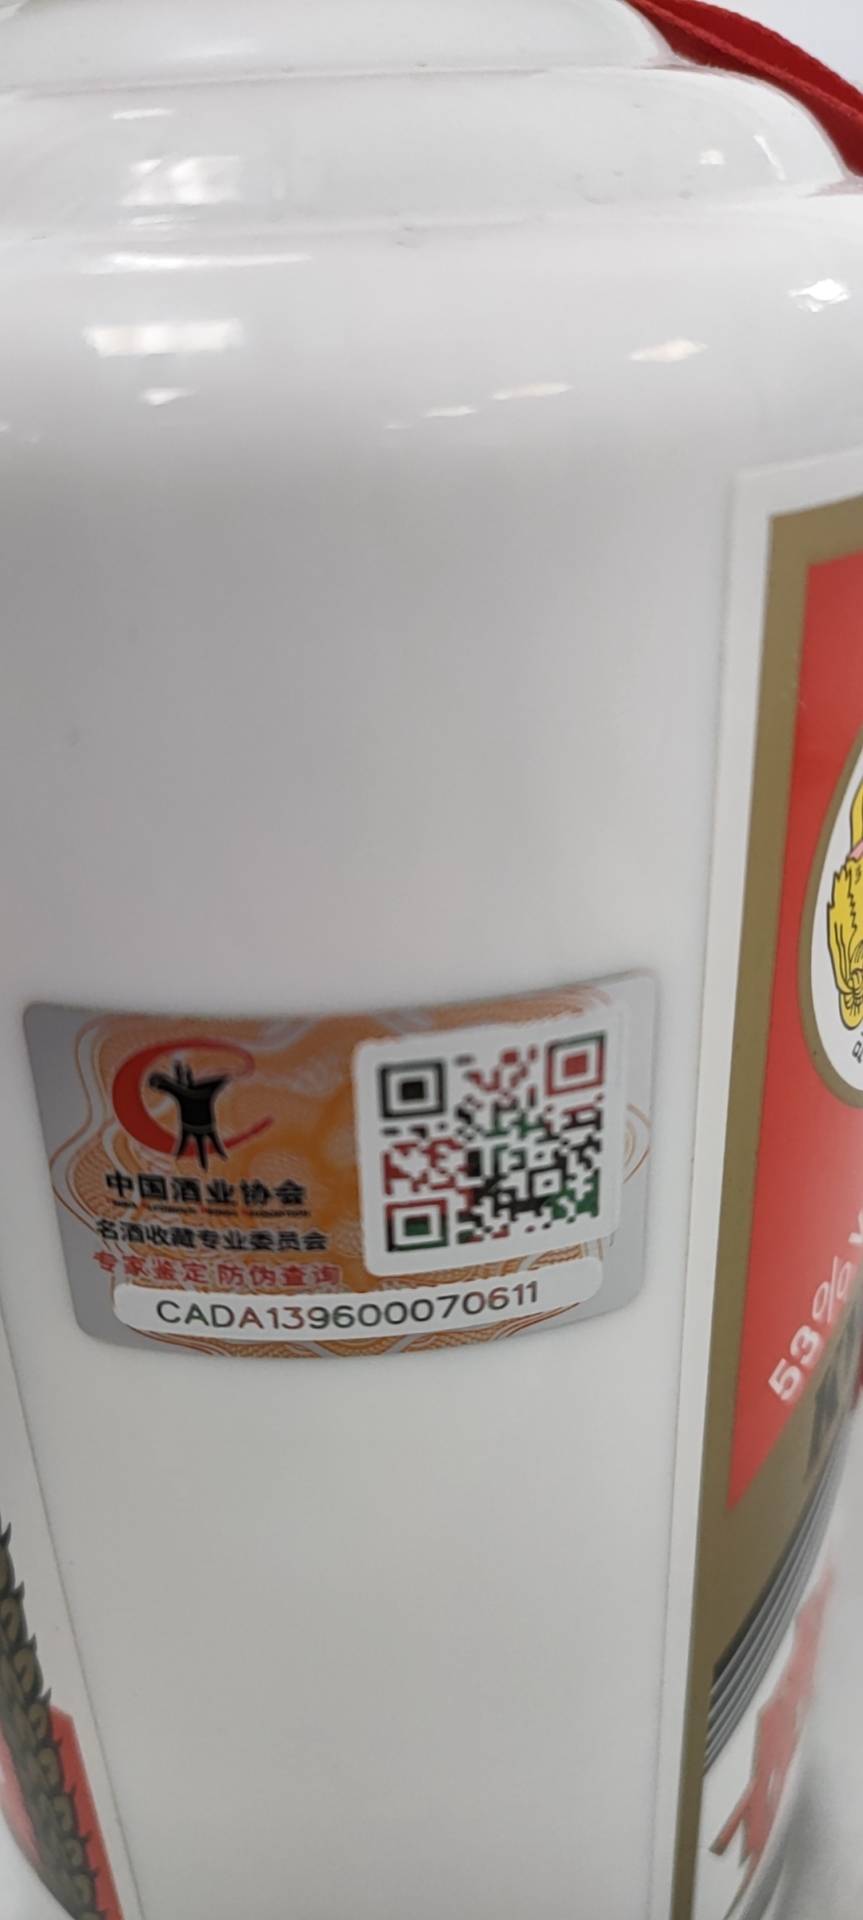 中国酒业协会
名酒收藏专业委员会
专家鉴定 防伪查询
CADA139600070611
53%